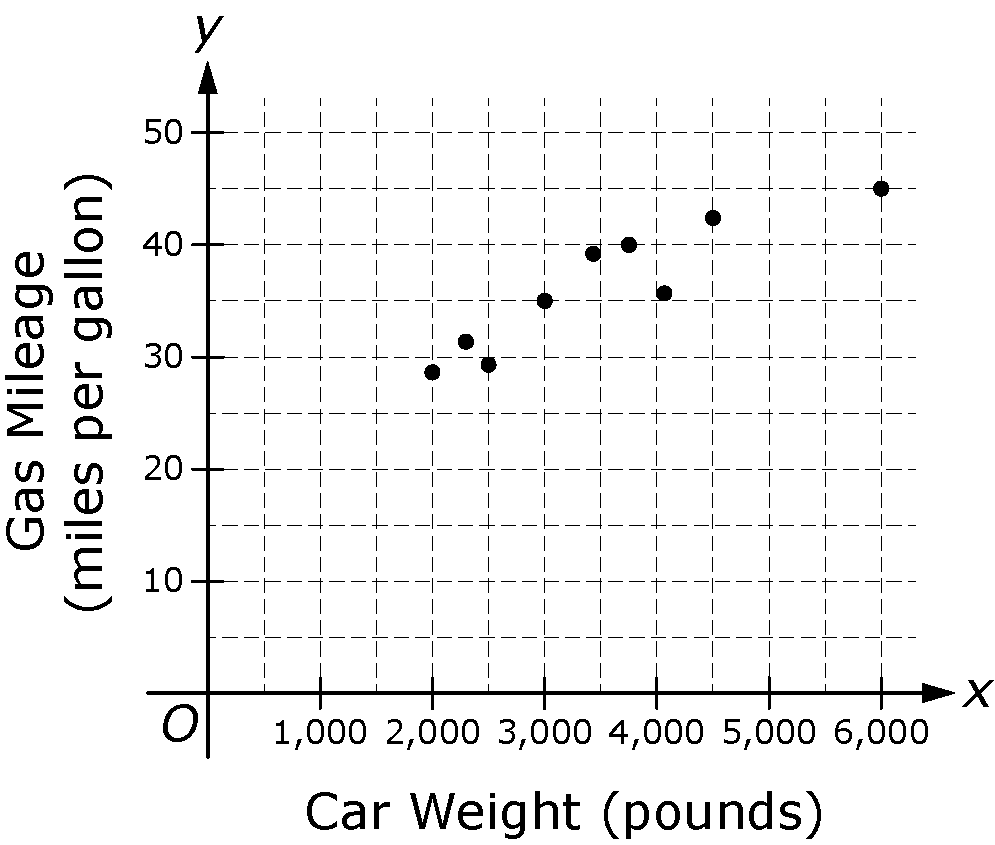 y
50
40
30
20
10
Gas Mileage
(miles per gallon)
O
1,000 2,000 3,000 4,000 5,000 6,000
x
Car Weight (pounds)